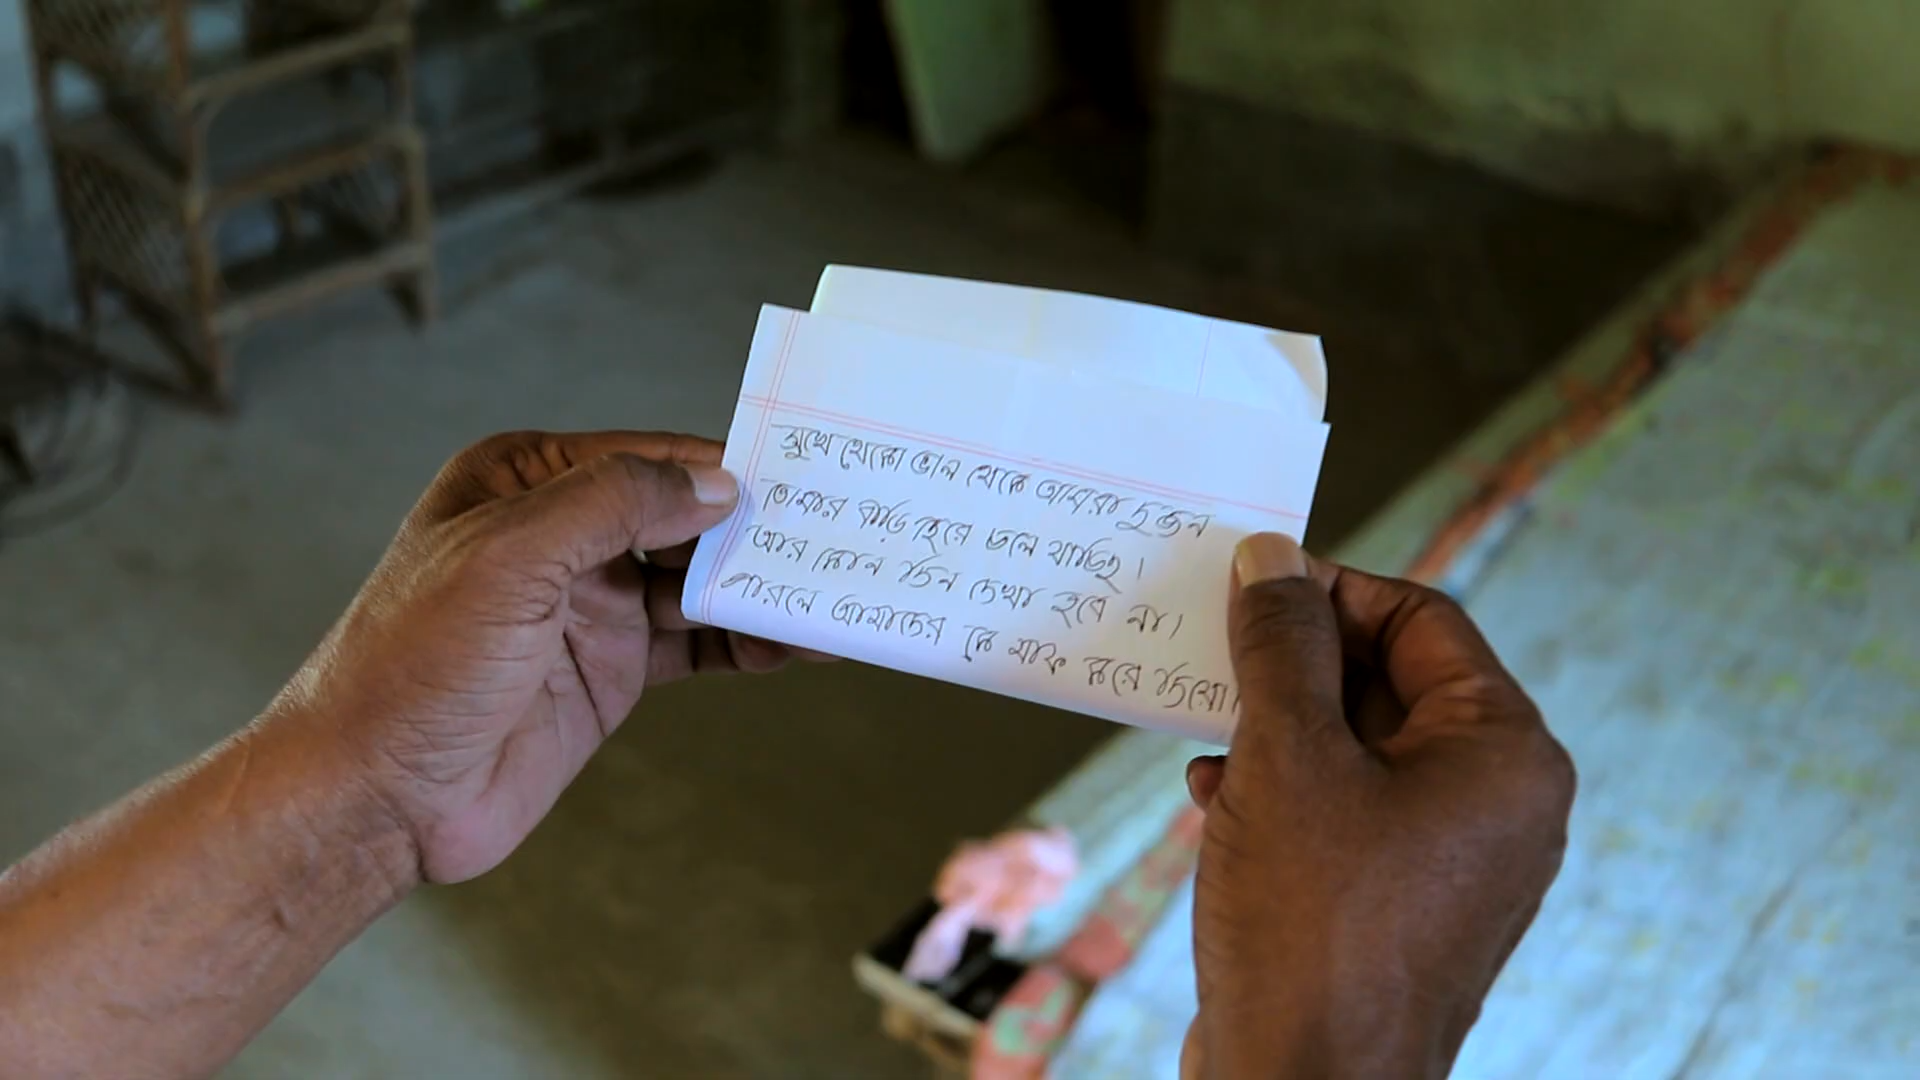 সুখে থেকো ভাল থেকে আমরা দুজন
তোমার বাড়ি ছেরে চলে যাচ্ছি।
আর কোন দিন দেখা হবে না।
পারলে আমাদের কে মাফ করে দিয়ো।